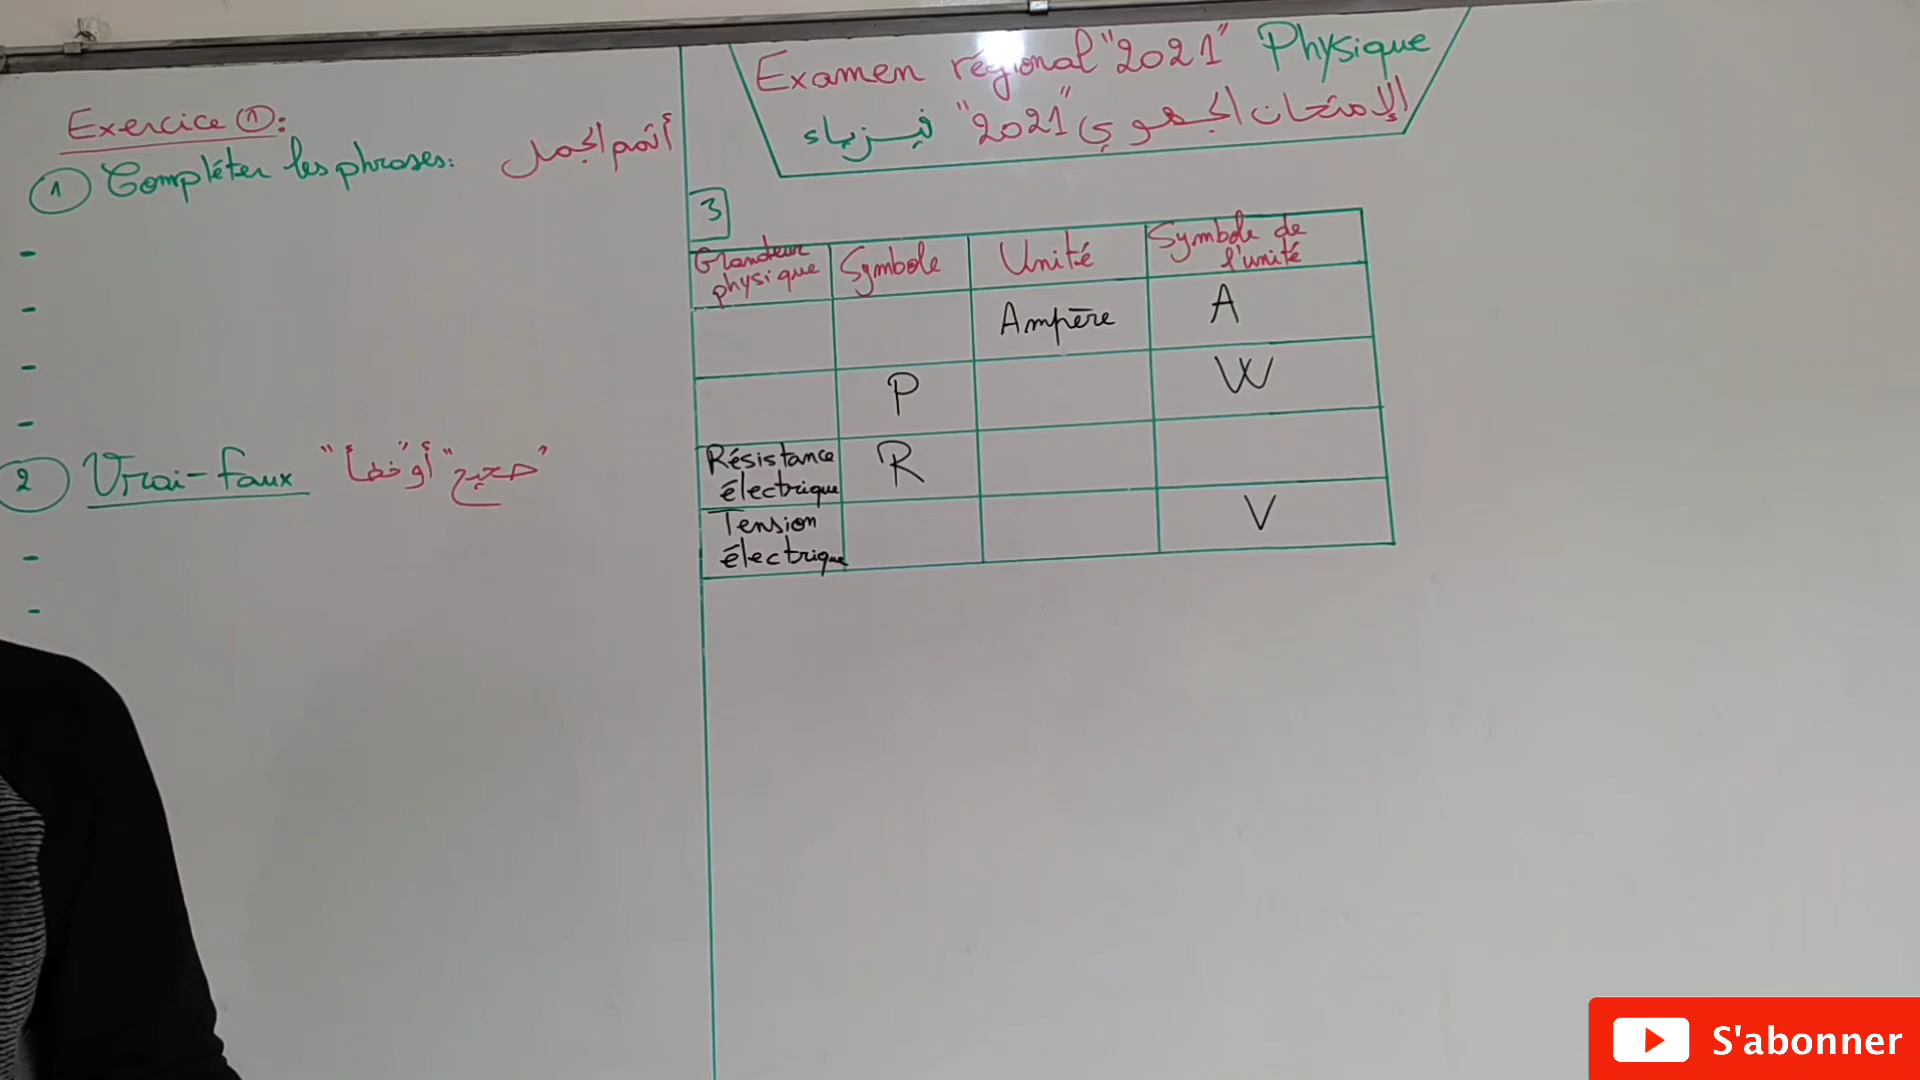 Examen régional "2021" Physique
الإمتحان الجهوي "2021" فيزياء
Exercice ①:
① Compléter les phrases: أتمم الجمل
-
-
-
-
② Vrai-faux "صحيح" أو "خطأ"
-
-
3
Grandeur physique Symbole Unité Symbole de l'unité
Ampère A
P W
Résistance électrique R
Tension électrique V
S'abonner